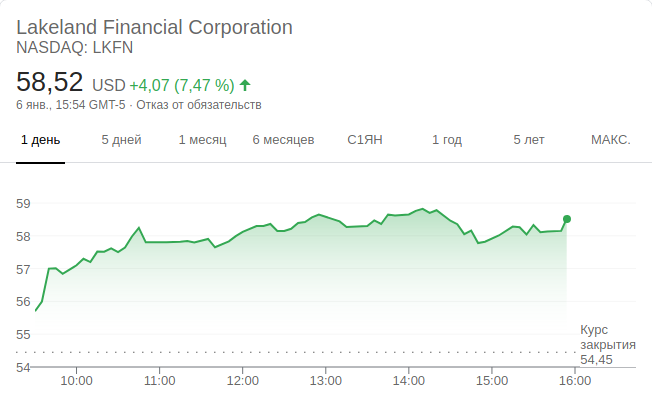 Lakeland Financial Corporation
NASDAQ: LKFN
58,52 USD +4,07 (7,47 %)
6 янв., 15:54 GMT-5 · Отказ от обязательств
1 день 5 дней 1 месяц 6 месяцев С1ЯН 1 год 5 лет МАКС.
59
58
57
56
55
Курс
закрытия
54,45
54
10:00 11:00 12:00 13:00 14:00 15:00 16:00